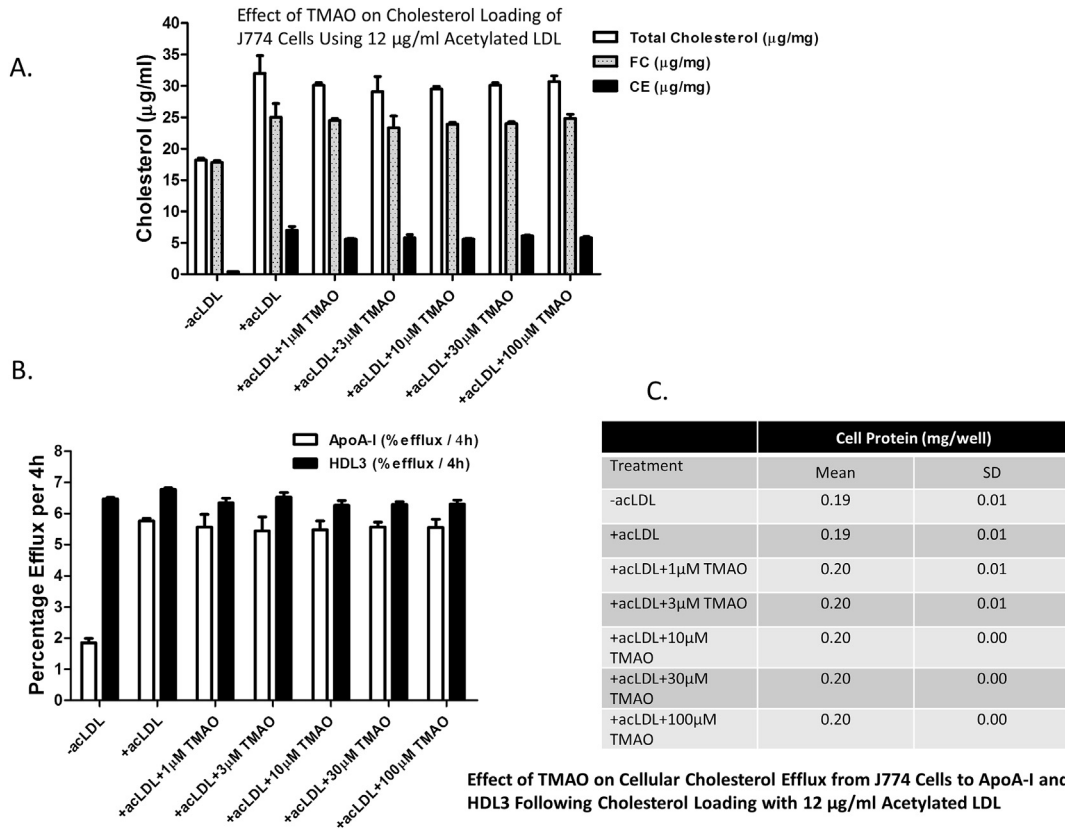 A.
Effect of TMAO on Cholesterol Loading of
J774 Cells Using 12 µg/ml Acetylated LDL
Total Cholesterol (µg/mg)
FC (µg/mg)
CE (µg/mg)
Cholesterol (µg/ml)
40
35
30
25
20
15
10
5
0
-acLDL
+acLDL
+acLDL+1µM TMAO
+acLDL+3µM TMAO
+acLDL+10µM TMAO
+acLDL+30µM TMAO
+acLDL+100µM TMAO
B.
ApoA-I (% efflux / 4h)
HDL3 (% efflux / 4h)
Percentage Efflux per 4h
8
7
6
5
4
3
2
1
0
-acLDL
+acLDL
+acLDL+1µM TMAO
+acLDL+3µM TMAO
+acLDL+10µM TMAO
+acLDL+30µM TMAO
+acLDL+100µM TMAO
C.
Cell Protein (mg/well)
Treatment Mean SD
-acLDL 0.19 0.01
+acLDL 0.19 0.01
+acLDL+1µM TMAO 0.20 0.01
+acLDL+3µM TMAO 0.20 0.01
+acLDL+10µM 0.20 0.00
TMAO
+acLDL+30µM 0.20 0.00
TMAO
+acLDL+100µM 0.20 0.00
TMAO
Effect of TMAO on Cellular Cholesterol Efflux from J774 Cells to ApoA-I and
HDL3 Following Cholesterol Loading with 12 µg/ml Acetylated LDL